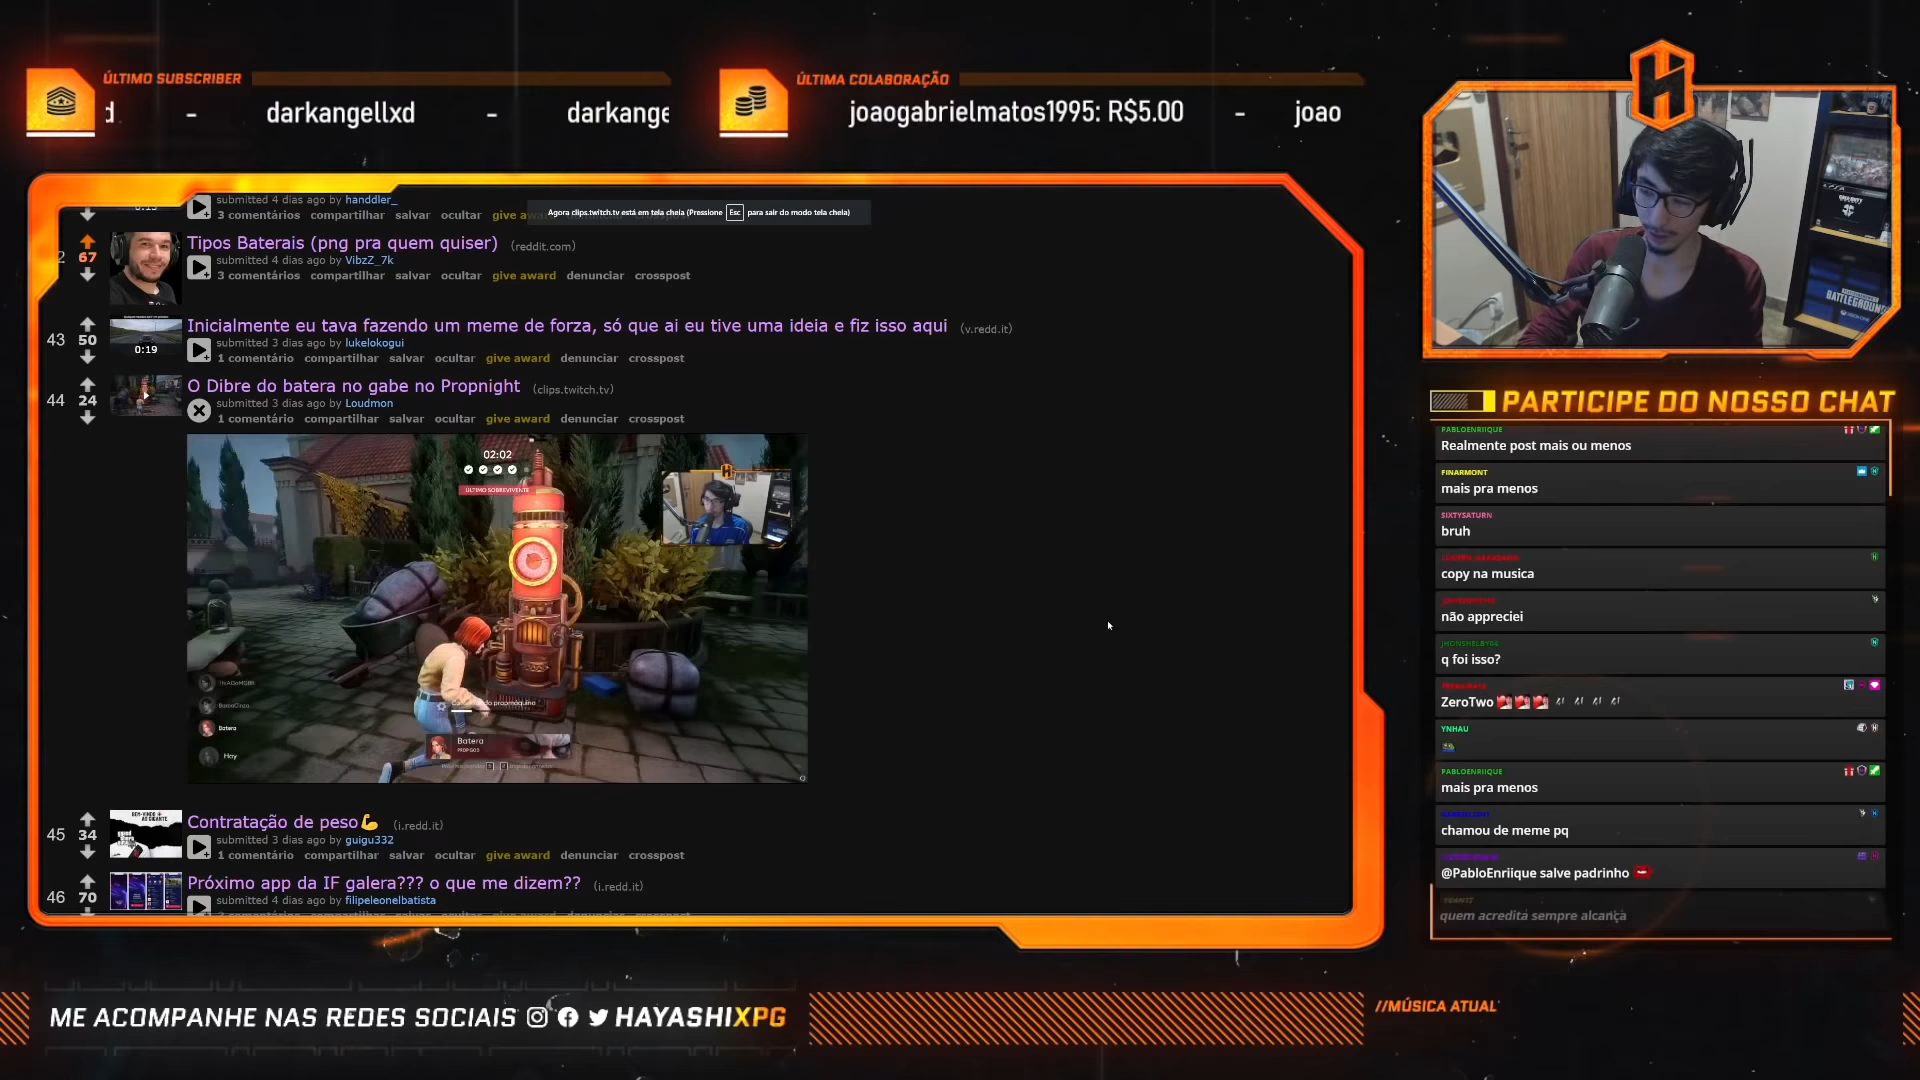 ÚLTIMO SUBSCRIBER
d - darkangellxd - darkange
ÚLTIMA COLABORAÇÃO
joaogabrielmatos1995: R$5.00 - joao
submitted 4 dias ago by handdler_
3 comentários compartilhar salvar ocultar give aw
Agora clips.twitch.tv está em tela cheia (Pressione Esc para sair do modo tela cheia)
2
67
Tipos Baterais (png pra quem quiser) (reddit.com)
submitted 4 dias ago by VibzZ_7k
3 comentários compartilhar salvar ocultar give award denunciar crosspost
43
50
0:19
Inicialmente eu tava fazendo um meme de forza, só que ai eu tive uma ideia e fiz isso aqui (v.redd.it)
submitted 3 dias ago by lukelokogui
1 comentário compartilhar salvar ocultar give award denunciar crosspost
44
24
O Dibre do batera no gabe no Propnight (clips.twitch.tv)
submitted 3 dias ago by Loudmon
1 comentário compartilhar salvar ocultar give award denunciar crosspost
02:02
ÚLTIMO SOBREVIVENTE
Batera
Hay
Batera
PROP GOD
45
34
Contratação de peso💪 (i.redd.it)
submitted 3 dias ago by guigu332
1 comentário compartilhar salvar ocultar give award denunciar crosspost
46
70
Próximo app da IF galera??? o que me dizem?? (i.redd.it)
submitted 4 dias ago by filipeleonelbatista
PARTICIPE DO NOSSO CHAT
PABLOENRIIQUE
Realmente post mais ou menos
FINARMONT
mais pra menos
SIXTYSATURN
bruh
copy na musica
não appreciei
JHONSHELBY04
q foi isso?
ZeroTwo
YNHAU
PABLOENRIIQUE
mais pra menos
chamou de meme pq
@PabloEnriique salve padrinho
quem acredita sempre alcança
BATTLEGROUNDS
ME ACOMPANHE NAS REDES SOCIAIS HAYASHIXPG
//MÚSICA ATUAL